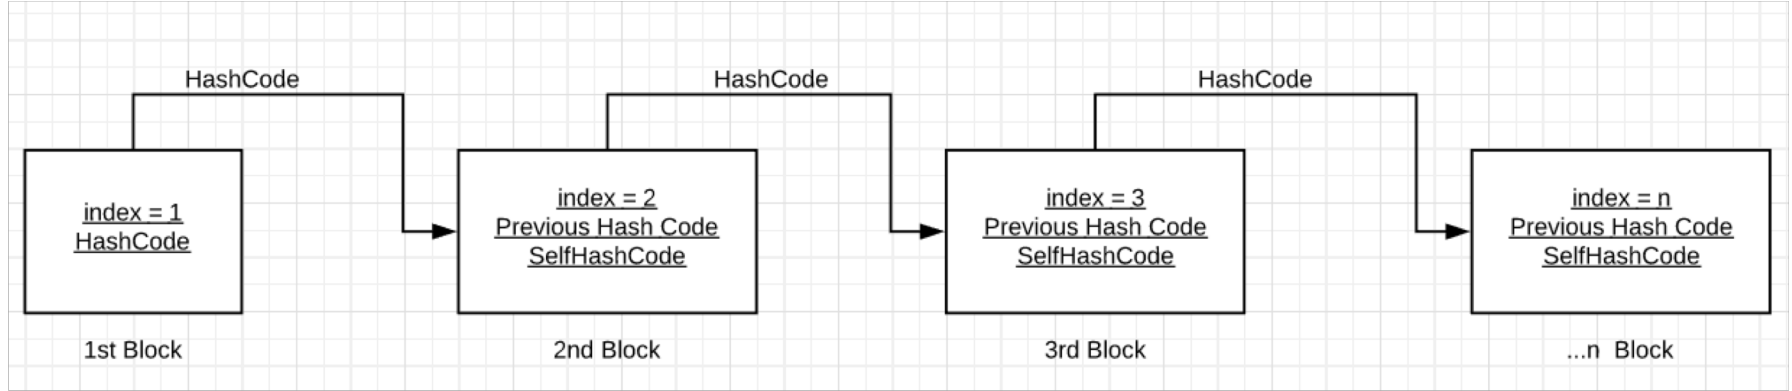 HashCode
HashCode
HashCode
index = 1
HashCode
index = 2
Previous Hash Code
SelfHashCode
index = 3
Previous Hash Code
SelfHashCode
index = n
Previous Hash Code
SelfHashCode
1st Block
2nd Block
3rd Block
...n  Block